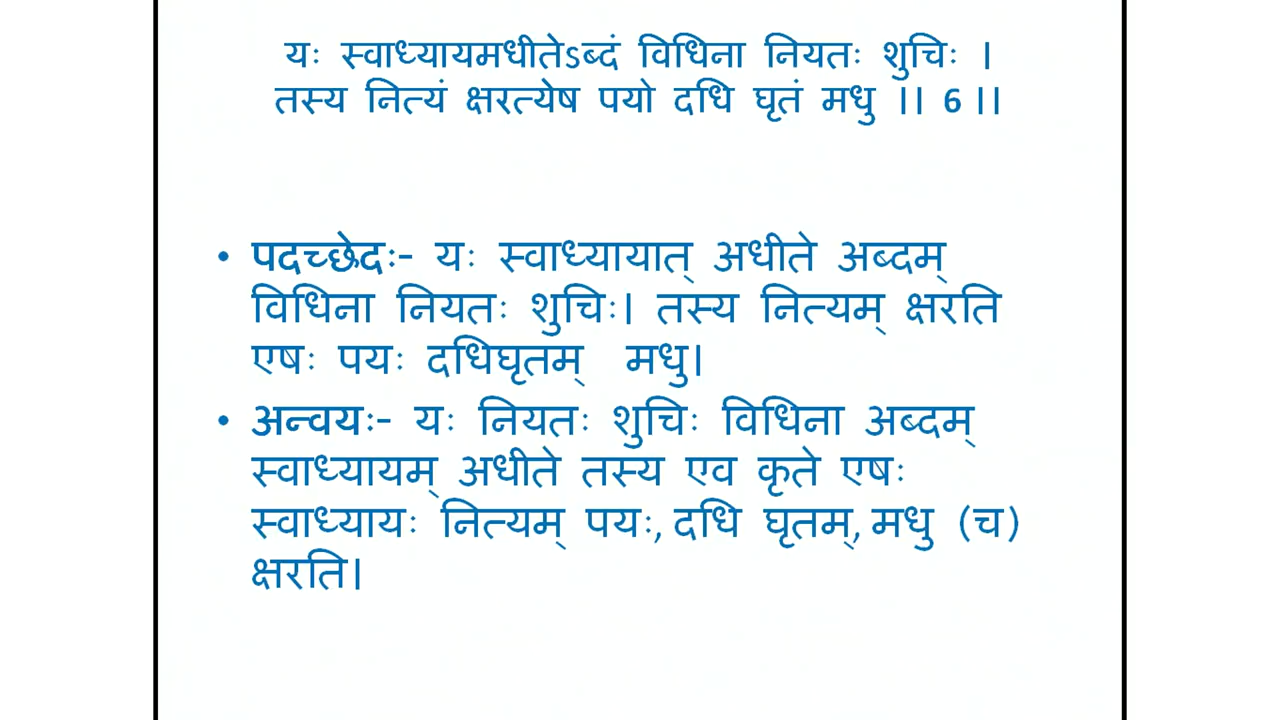 यः स्वाध्यायमधीतेऽब्दं विधिना नियतः शुचिः ।
तस्य नित्यं क्षरत्येष पयो दधि घृतं मधु ।। 6 ।।
• पदच्छेदः- यः स्वाध्यायात् अधीते अब्दम्
विधिना नियतः शुचिः। तस्य नित्यम् क्षरति
एषः पयः दधिघृतम् मधु।
• अन्वयः- यः नियतः शुचिः विधिना अब्दम्
स्वाध्यायम् अधीते तस्य एव कृते एषः
स्वाध्यायः नित्यम् पयः, दधि घृतम्, मधु (च)
क्षरति।